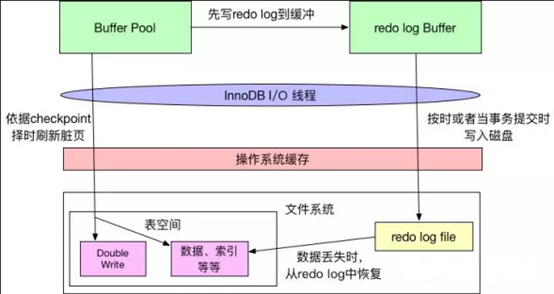 Buffer Pool
先写redo log到缓冲
redo log Buffer
InnoDB I/O 线程
依据checkpoint
择时刷新脏页
按时或者当事务提交时
写入磁盘
操作系统缓存
文件系统
表空间
Double
Write
数据、索引
等等
redo log file
数据丢失时，
从redo log中恢复